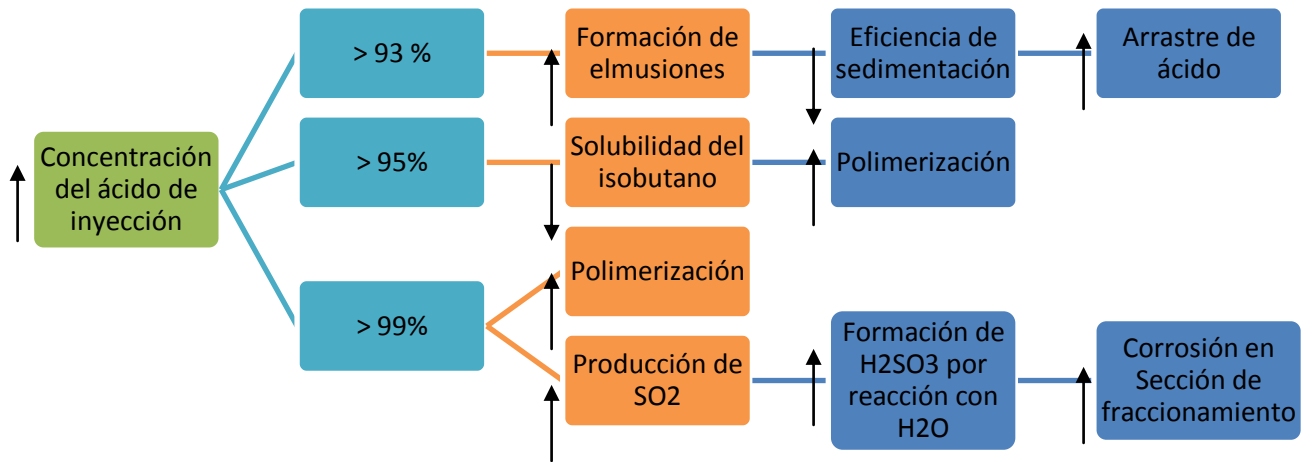 Concentración
del ácido de
inyección
> 93 %
Formación de
elmusiones
Eficiencia de
sedimentación
Arrastre de
ácido
> 95%
Solubilidad del
isobutano
Polimerización
> 99%
Polimerización
Producción de
SO2
Formación de
H2SO3 por
reacción con
H2O
Corrosión en
Sección de
fraccionamiento